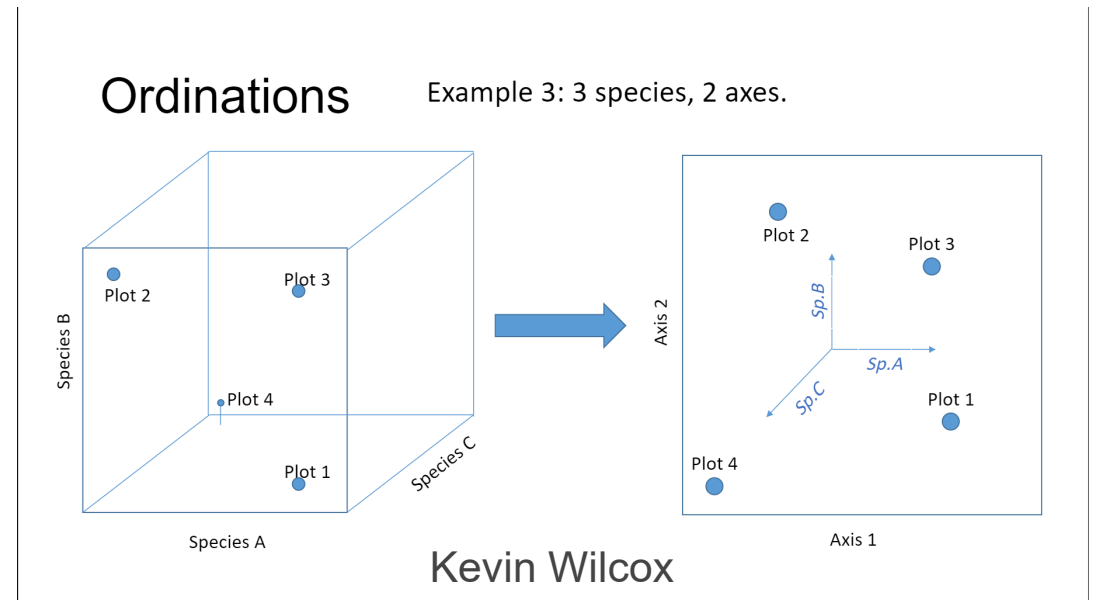 Ordinations
Example 3: 3 species, 2 axes.
Species B
Plot 2
Plot 3
Plot 4
Plot 1
Species C
Species A
Axis 2
Plot 2
Plot 3
Sp.B
Sp.A
Sp.C
Plot 1
Plot 4
Axis 1
Kevin Wilcox